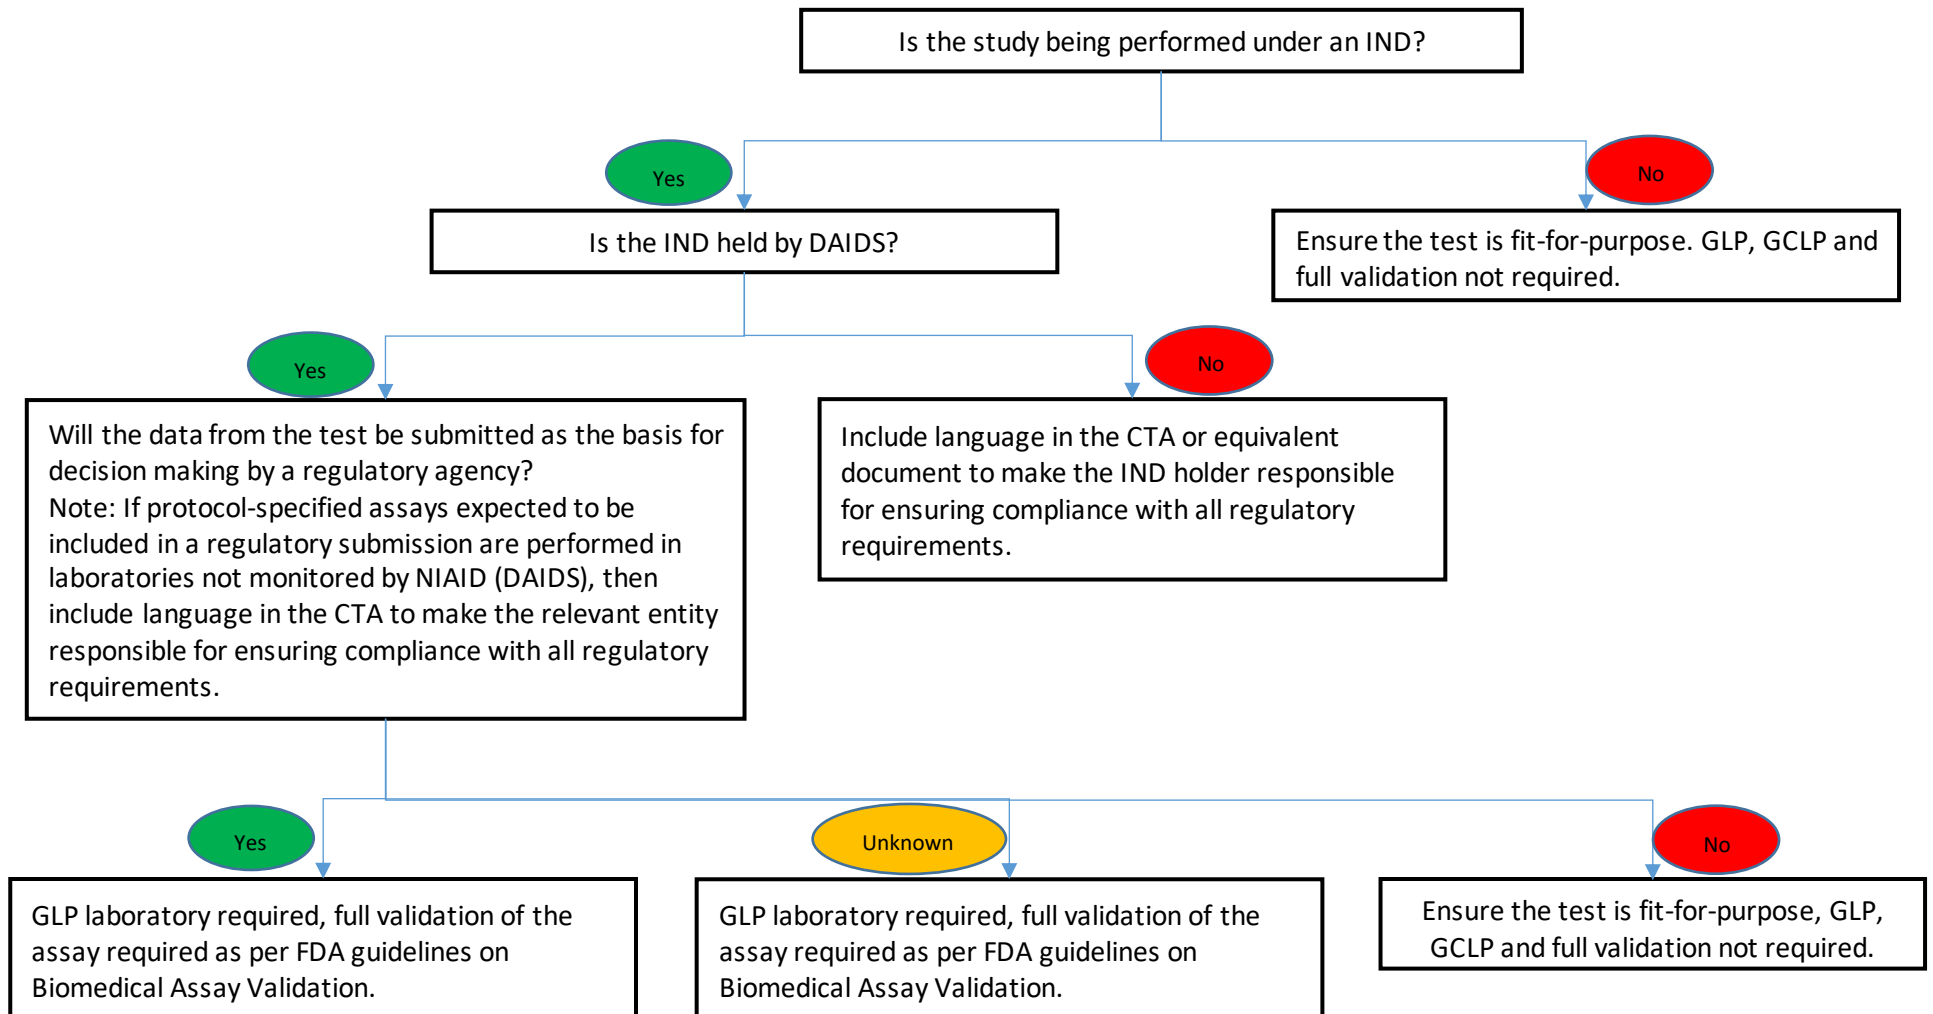 Is the study being performed under an IND?
Yes
No
Is the IND held by DAIDS?
Ensure the test is fit-for-purpose. GLP, GCLP and
full validation not required.
Yes
No
Will the data from the test be submitted as the basis for
decision making by a regulatory agency?
Note: If protocol-specified assays expected to be
included in a regulatory submission are performed in
laboratories not monitored by NIAID (DAIDS), then
include language in the CTA to make the relevant entity
responsible for ensuring compliance with all regulatory
requirements.
Include language in the CTA or equivalent
document to make the IND holder responsible
for ensuring compliance with all regulatory
requirements.
Yes
Unknown
No
GLP laboratory required, full validation of the
assay required as per FDA guidelines on
Biomedical Assay Validation.
GLP laboratory required, full validation of the
assay required as per FDA guidelines on
Biomedical Assay Validation.
Ensure the test is fit-for-purpose, GLP,
GCLP and full validation not required.